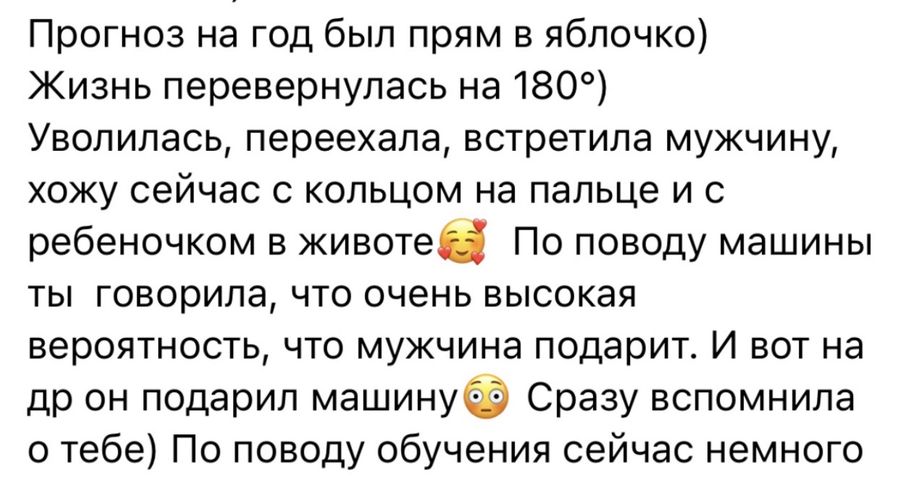 Прогноз на год был прям в яблочко)
Жизнь перевернулась на 180°)
Уволилась, переехала, встретила мужчину,
хожу сейчас с кольцом на пальце и с
ребеночком в животе🥰 По поводу машины
ты говорила, что очень высокая
вероятность, что мужчина подарит. И вот на
др он подарил машину😳 Сразу вспомнила
о тебе) По поводу обучения сейчас немного